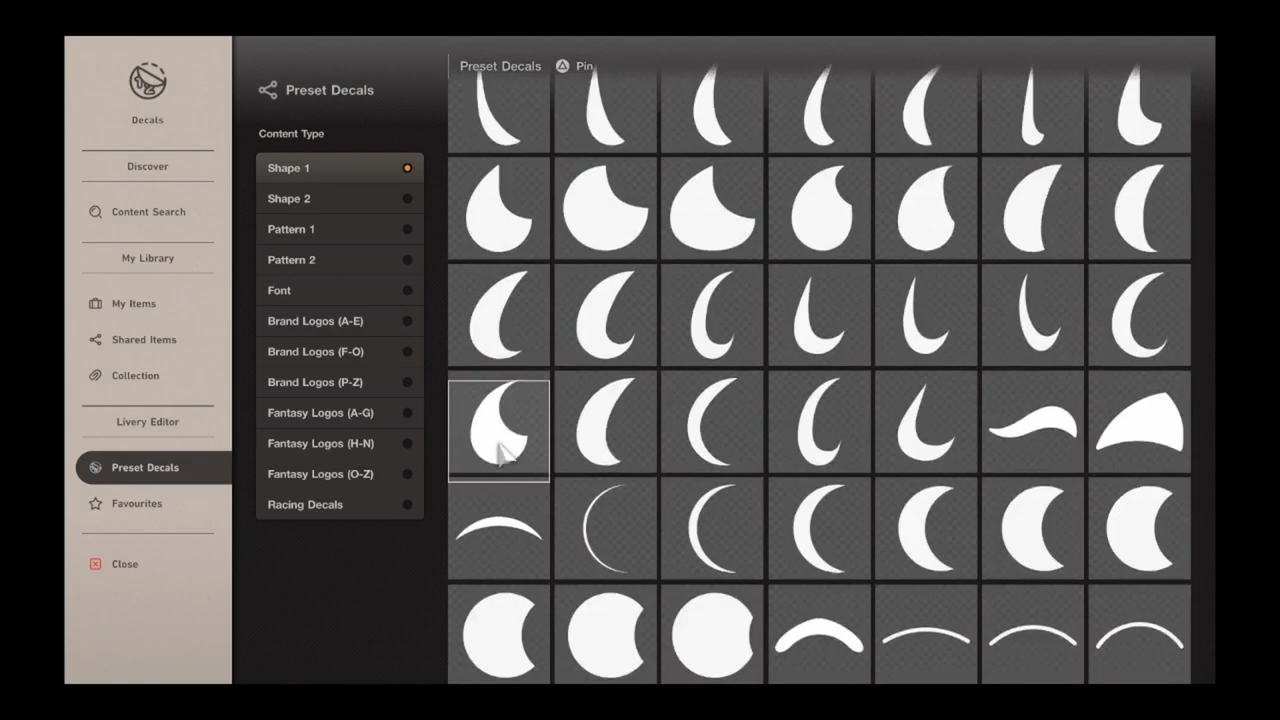 Decals
Discover
Content Search
My Library
My Items
Shared Items
Collection
Livery Editor
Preset Decals
Favourites
Close
Preset Decals
Content Type
Shape 1
Shape 2
Pattern 1
Pattern 2
Font
Brand Logos (A-E)
Brand Logos (F-O)
Brand Logos (P-Z)
Fantasy Logos (A-G)
Fantasy Logos (H-N)
Fantasy Logos (O-Z)
Racing Decals
Preset Decals Pin